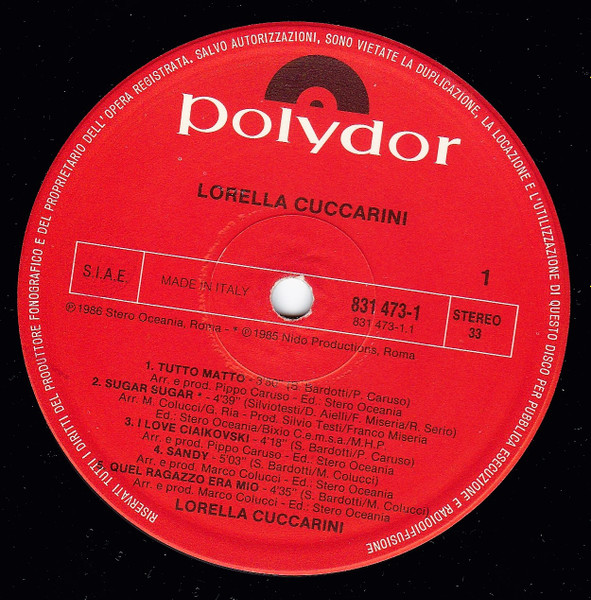 RISERVATI TUTTI I DIRITTI DEL PRODUTTORE FONOGRAFICO E DEL PROPRIETARIO DELL'OPERA REGISTRATA. SALVO AUTORIZZAZIONI, SONO VIETATE LA DUPLICAZIONE, LA LOCAZIONE E L'UTILIZZAZIONE DI QUESTO DISCO PER PUBBLICA ESECUZIONE E RADIODIFFUSIONE
polydor
LORELLA CUCCARINI
1
S.I.A.E.
MADE IN ITALY
831 473-1
831 473-1.1
STEREO
33
℗ 1986 Stero Oceania, Roma - * ℗ 1985 Nido Productions, Roma
1. TUTTO MATTO - (S. Bardotti/P. Caruso)
Arr. e prod. Pippo Caruso - Ed.: Stero Oceania
2. SUGAR SUGAR * - 4'39" (Silviotesti/D. Aielli/F. Miseria/R. Serio)
Arr. M. Colucci/G. Ria - Prod. Silvio Testi/Franco Miseria
Ed.: Stero Oceania/Bixio C.e.m.s.a./M.H.P.
3. I LOVE CIAIKOVSKI - 4'18" (S. Bardotti/P. Caruso)
Arr. e prod. Pippo Caruso - Ed.: Stero Oceania
4. SANDY - 5'03" (S. Bardotti/M. Colucci)
Arr. e prod. Marco Colucci - Ed.: Stero Oceania
5. QUEL RAGAZZO ERA MIO - 4'35" (S. Bardotti/M. Colucci)
Arr. e prod. Marco Colucci - Ed.: Stero Oceania
LORELLA CUCCARINI